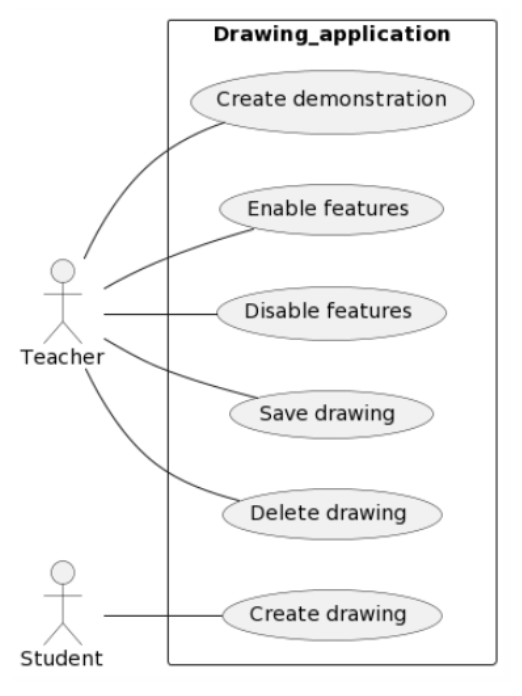 Drawing_application
Create demonstration
Enable features
Disable features
Teacher
Save drawing
Delete drawing
Create drawing
Student